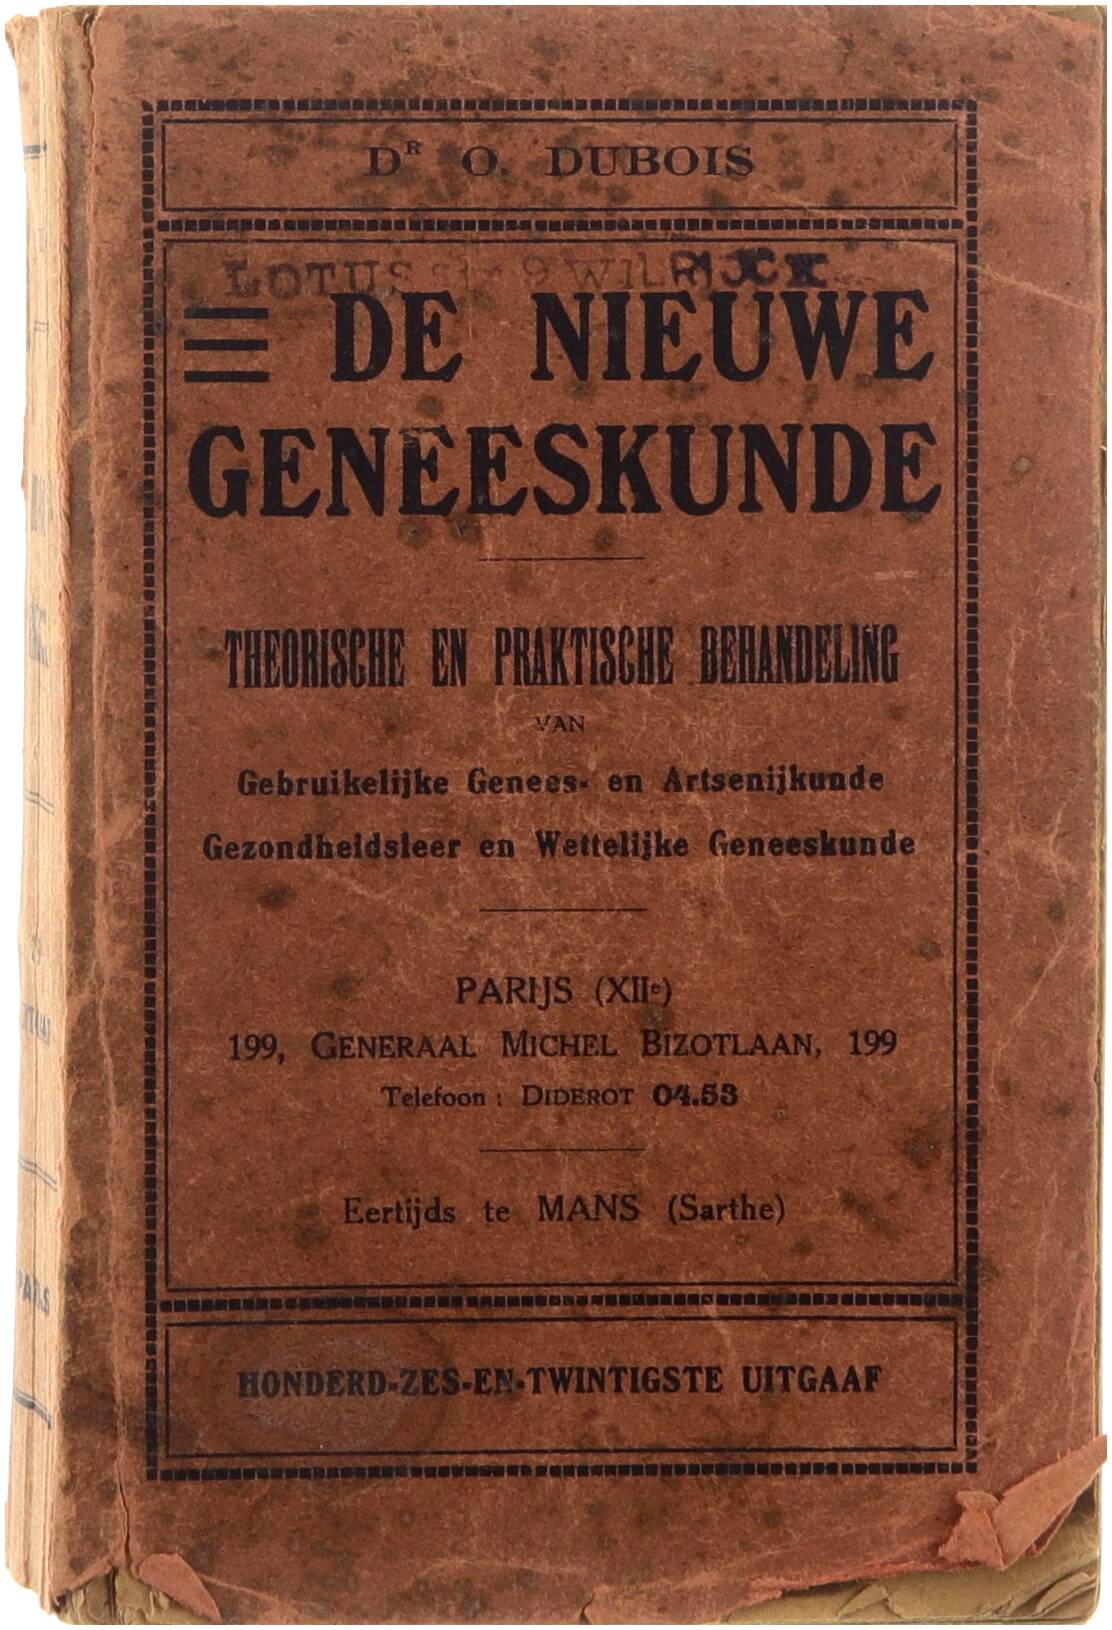 Dʳ O. DUBOIS
LOTUS WILRIJCK
DE NIEUWE
GENEESKUNDE
THEORISCHE EN PRAKTISCHE BEHANDELING
VAN
Gebruikelijke Genees- en Artsenijkunde
Gezondheidsleer en Wettelijke Geneeskunde
PARIJS (XIIᵉ)
199, GENERAAL MICHEL BIZOTLAAN, 199
Telefoon : DIDEROT 04.53
Eertijds te MANS (Sarthe)
HONDERD-ZES-EN-TWINTIGSTE UITGAAF